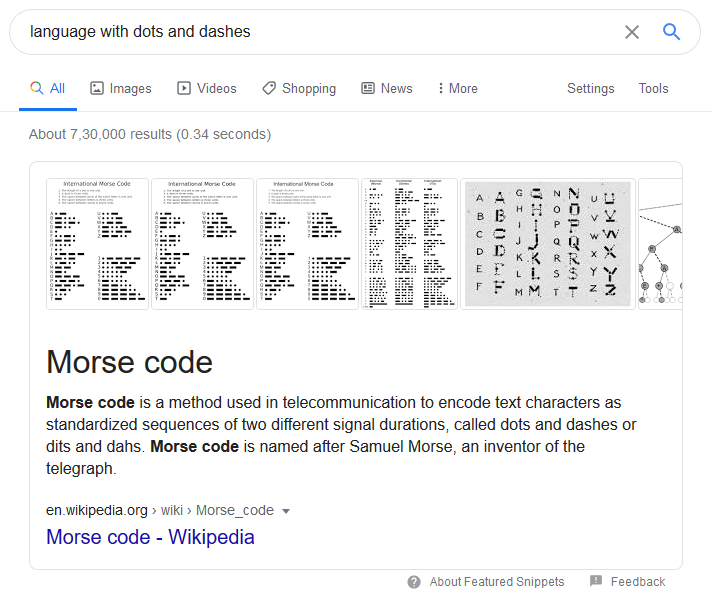 language with dots and dashes
All Images Videos Shopping News More Settings Tools
About 7,30,000 results (0.34 seconds)
International Morse Code International Morse Code International Morse Code
Morse code
Morse code is a method used in telecommunication to encode text characters as
standardized sequences of two different signal durations, called dots and dashes or
dits and dahs. Morse code is named after Samuel Morse, an inventor of the
telegraph.
en.wikipedia.org › wiki › Morse_code
Morse code - Wikipedia
About Featured Snippets Feedback